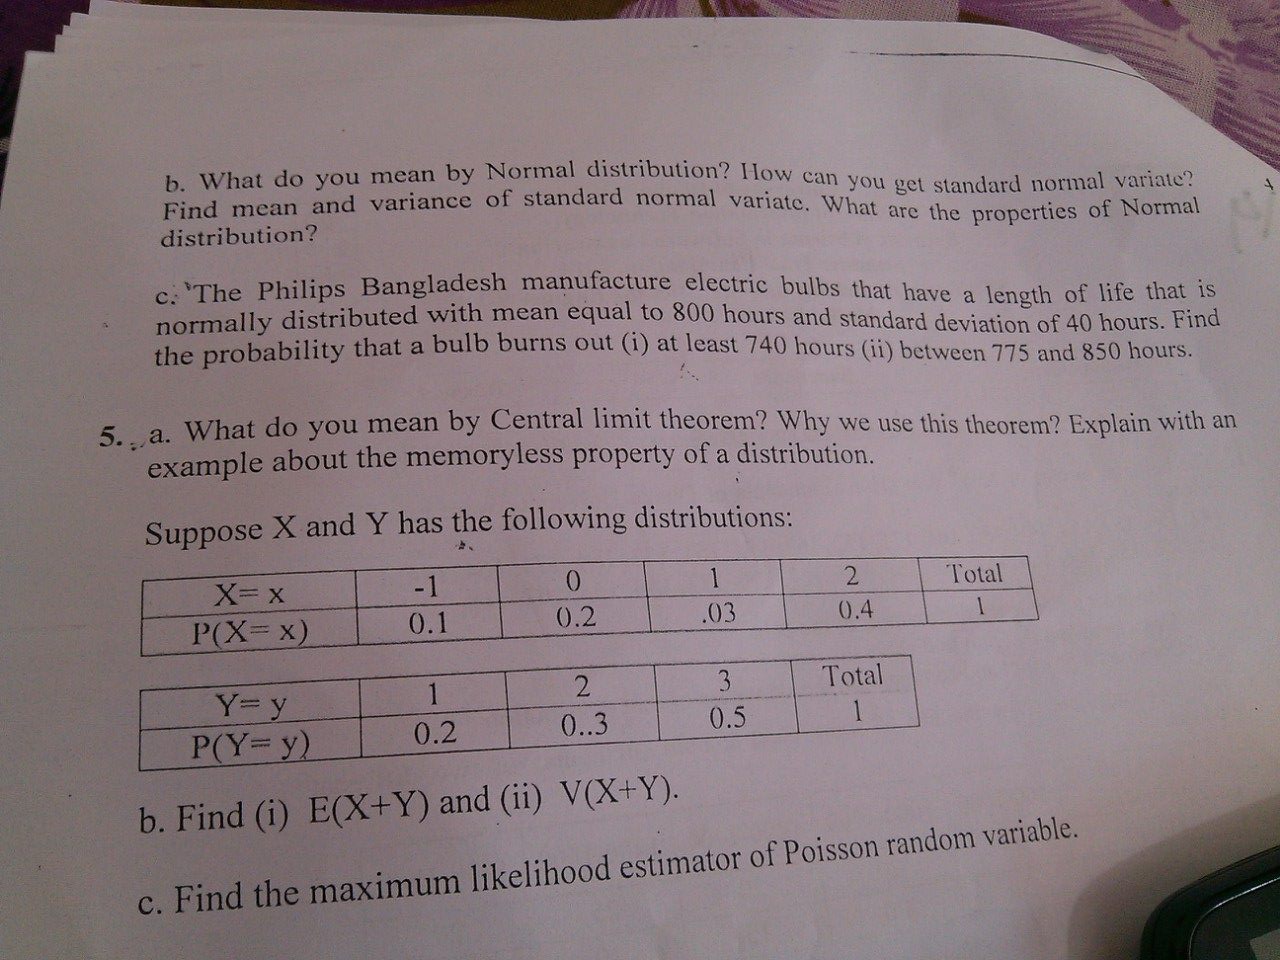 b. What do you mean by Normal distribution? How can you get standard normal variate?
Find mean and variance of standard normal variate. What are the properties of Normal
distribution?
c. The Philips Bangladesh manufacture electric bulbs that have a length of life that is
normally distributed with mean equal to 800 hours and standard deviation of 40 hours. Find
the probability that a bulb burns out (i) at least 740 hours (ii) between 775 and 850 hours.
5. a. What do you mean by Central limit theorem? Why we use this theorem? Explain with an
example about the memoryless property of a distribution.
Suppose X and Y has the following distributions:
X= x -1 0 1 2 Total
P(X= x) 0.1 0.2 .03 0.4 1
Y= y 1 2 3 Total
P(Y= y) 0.2 0..3 0.5 1
b. Find (i) E(X+Y) and (ii) V(X+Y).
c. Find the maximum likelihood estimator of Poisson random variable.